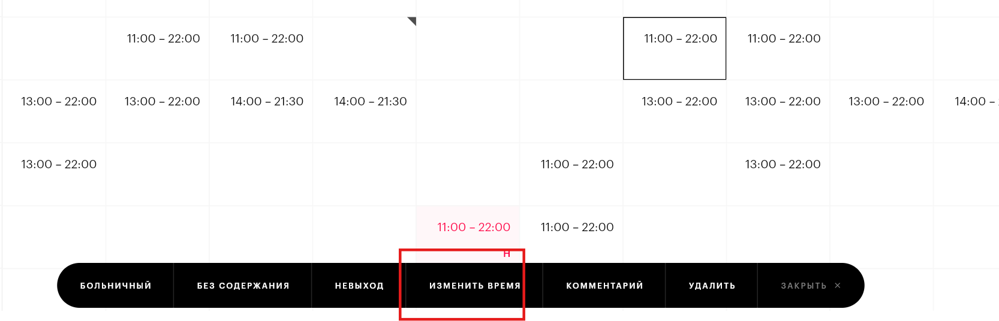 11:00 – 22:00 11:00 – 22:00 11:00 – 22:00 11:00 – 22:00
13:00 – 22:00 13:00 – 22:00 14:00 – 21:30 14:00 – 21:30 13:00 – 22:00 13:00 – 22:00 13:00 – 22:00 14:00 –
13:00 – 22:00 11:00 – 22:00 13:00 – 22:00
11:00 – 22:00 11:00 – 22:00
Н
БОЛЬНИЧНЫЙ БЕЗ СОДЕРЖАНИЯ НЕВЫХОД ИЗМЕНИТЬ ВРЕМЯ КОММЕНТАРИЙ УДАЛИТЬ ЗАКРЫТЬ ×